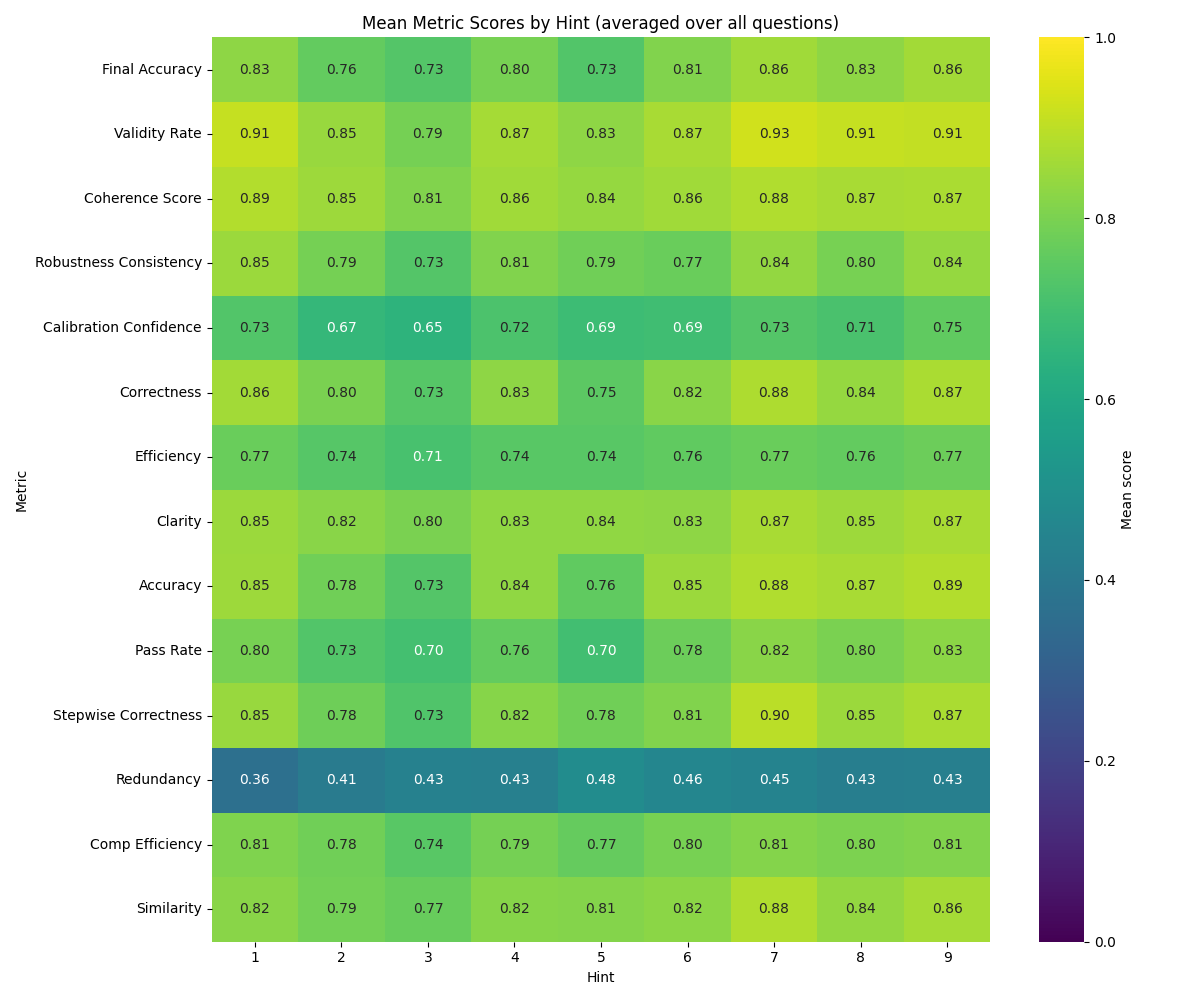 Mean Metric Scores by Hint (averaged over all questions)
Final Accuracy 0.83 0.76 0.73 0.80 0.73 0.81 0.86 0.83 0.86
Validity Rate 0.91 0.85 0.79 0.87 0.83 0.87 0.93 0.91 0.91
Coherence Score 0.89 0.85 0.81 0.86 0.84 0.86 0.88 0.87 0.87
Robustness Consistency 0.85 0.79 0.73 0.81 0.79 0.77 0.84 0.80 0.84
Calibration Confidence 0.73 0.67 0.65 0.72 0.69 0.69 0.73 0.71 0.75
Correctness 0.86 0.80 0.73 0.83 0.75 0.82 0.88 0.84 0.87
Efficiency 0.77 0.74 0.71 0.74 0.74 0.76 0.77 0.76 0.77
Clarity 0.85 0.82 0.80 0.83 0.84 0.83 0.87 0.85 0.87
Accuracy 0.85 0.78 0.73 0.84 0.76 0.85 0.88 0.87 0.89
Pass Rate 0.80 0.73 0.70 0.76 0.70 0.78 0.82 0.80 0.83
Stepwise Correctness 0.85 0.78 0.73 0.82 0.78 0.81 0.90 0.85 0.87
Redundancy 0.36 0.41 0.43 0.43 0.48 0.46 0.45 0.43 0.43
Comp Efficiency 0.81 0.78 0.74 0.79 0.77 0.80 0.81 0.80 0.81
Similarity 0.82 0.79 0.77 0.82 0.81 0.82 0.88 0.84 0.86
1 2 3 4 5 6 7 8 9
Hint
Metric
1.0
0.8
0.6
0.4
0.2
0.0
Mean score